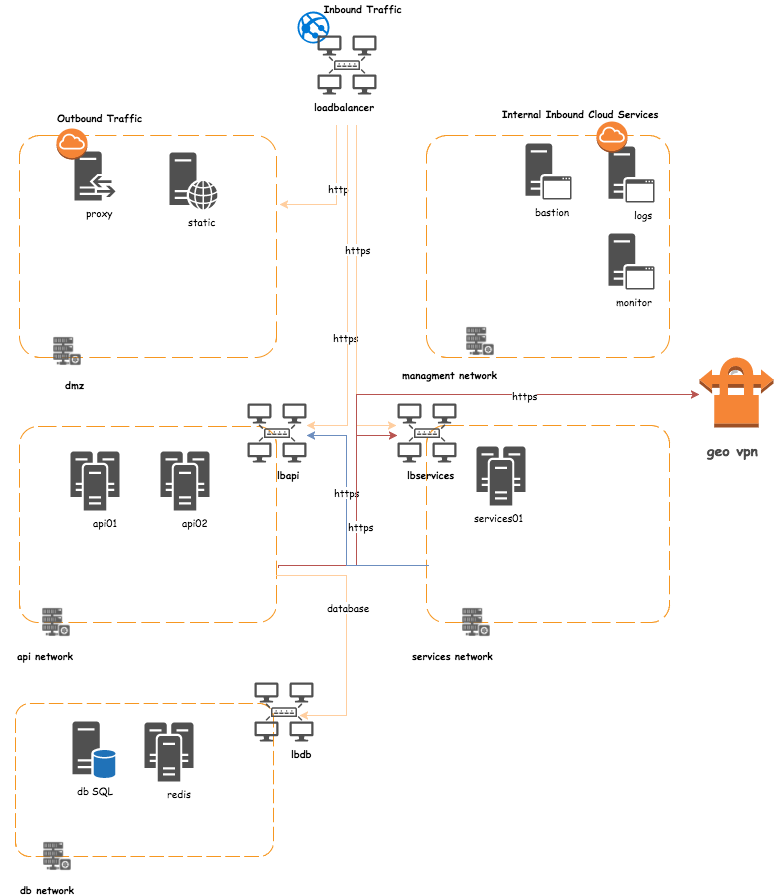 Inbound Traffic
loadbalancer
Outbound Traffic
Internal Inbound Cloud Services
proxy
static
bastion
logs
http
https
monitor
https
dmz
managment network
https
geo vpn
lbapi
lbservices
https
api01
api02
services01
https
database
api network
services network
lbdb
db SQL
redis
db network